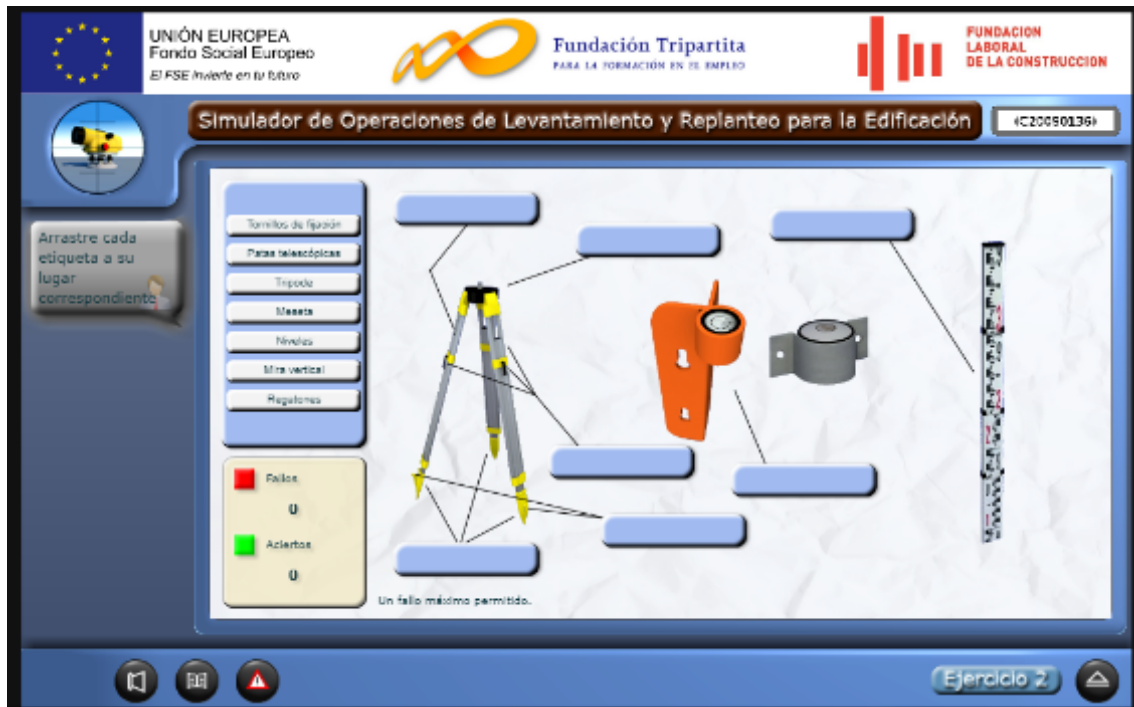 UNIÓN EUROPEA
Fondo Social Europeo
El FSE invierte en tu futuro
Fundación Tripartita
PARA LA FORMACIÓN EN EL EMPLEO
FUNDACION
LABORAL
DE LA CONSTRUCCION
Simulador de Operaciones de Levantamiento y Replanteo para la Edificación
(C20090136)
Arrastre cada
etiqueta a su
lugar
correspondiente
Tornillos de fijación
Patas telescópicas
Trípode
Meseta
Niveles
Mira vertical
Regatones
Fallos
0
Aciertos
0
Un fallo máximo permitido.
Ejercicio 2